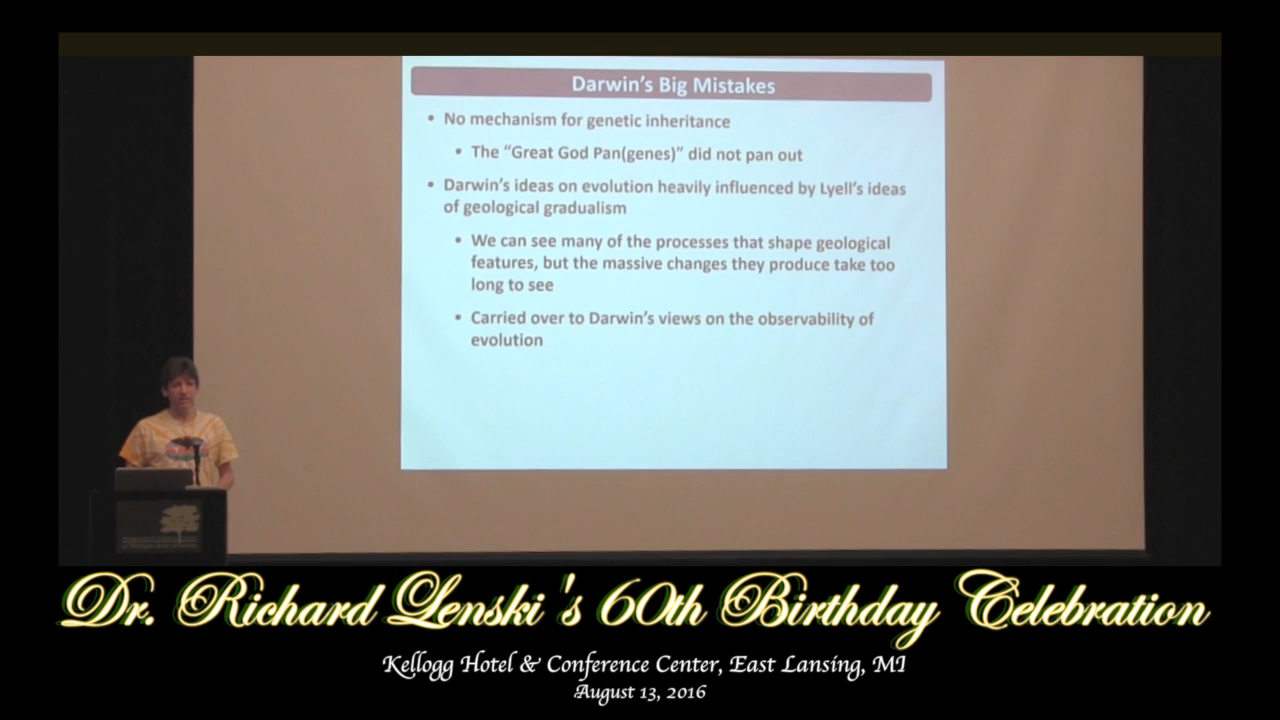 Darwin's Big Mistakes
• No mechanism for genetic inheritance
• The "Great God Pan(genes)" did not pan out
• Darwin's ideas on evolution heavily influenced by Lyell's ideas
of geological gradualism
• We can see many of the processes that shape geological
features, but the massive changes they produce take too
long to see
• Carried over to Darwin's views on the observability of
evolution
Dr. Richard Lenski's 60th Birthday Celebration
Kellogg Hotel & Conference Center, East Lansing, MI
August 13, 2016